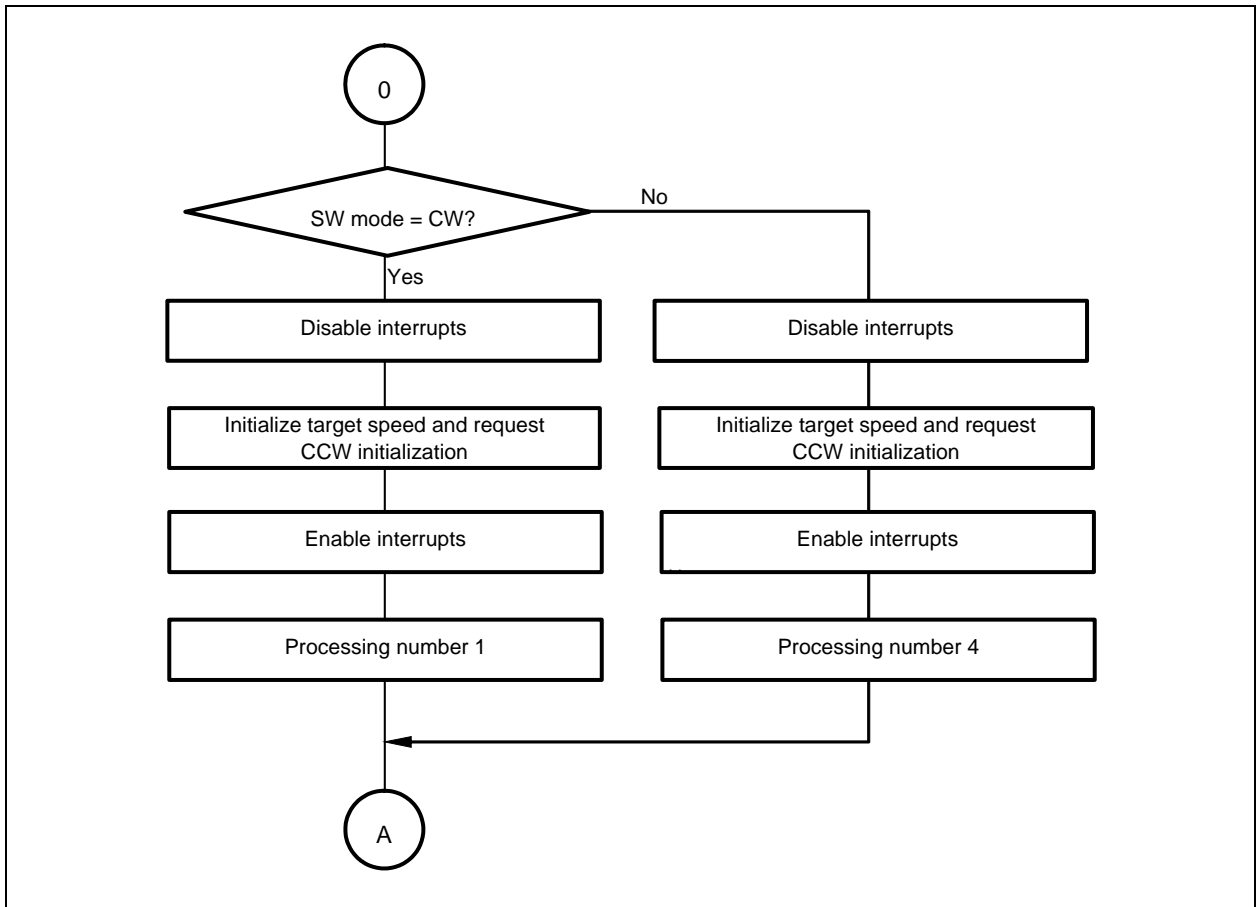 0
SW mode = CW?
No
Yes
Disable interrupts
Disable interrupts
Initialize target speed and request
CCW initialization
Initialize target speed and request
CCW initialization
Enable interrupts
Enable interrupts
Processing number 1
Processing number 4
A